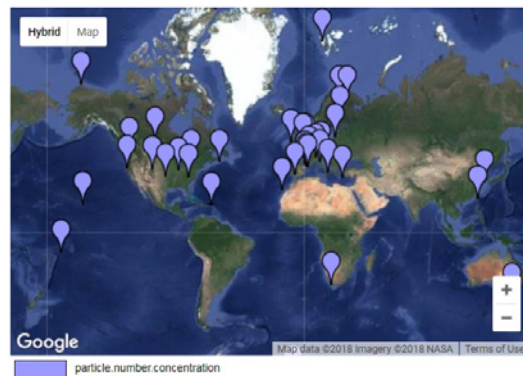 Hybrid Map
+
−
Google
Map data ©2018 Imagery ©2018 NASA Terms of Use
particle.number.concentration